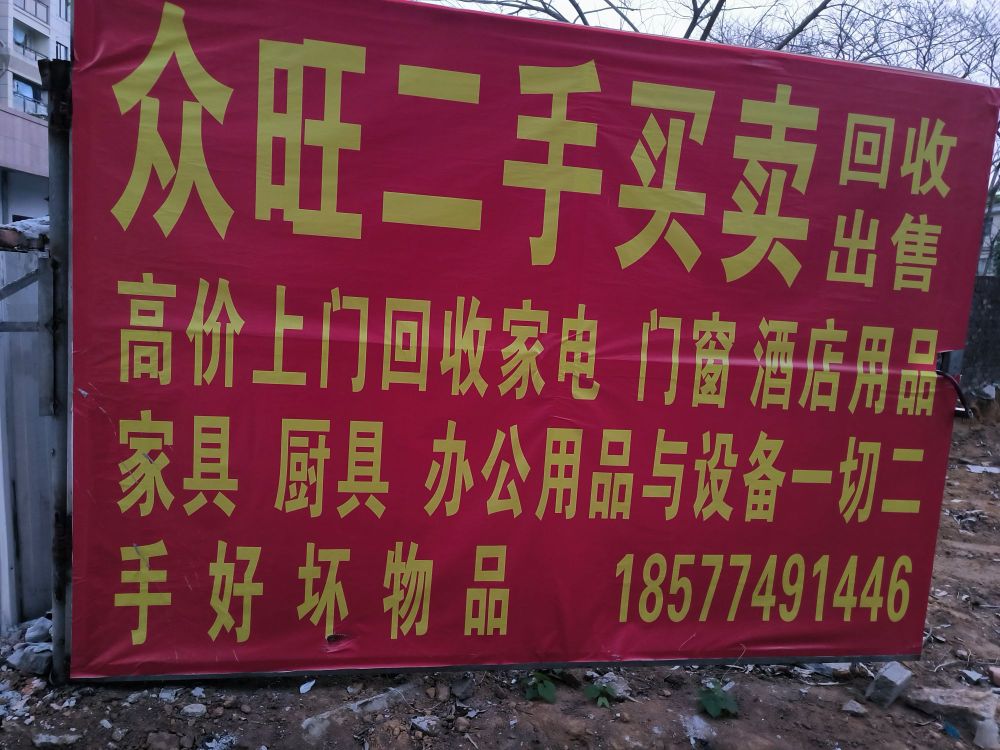 众旺二手买卖 回收
出售
高价上门回收家电 门窗 酒店用品
家具 厨具 办公用品与设备一切二
手好坏物品 18577491446